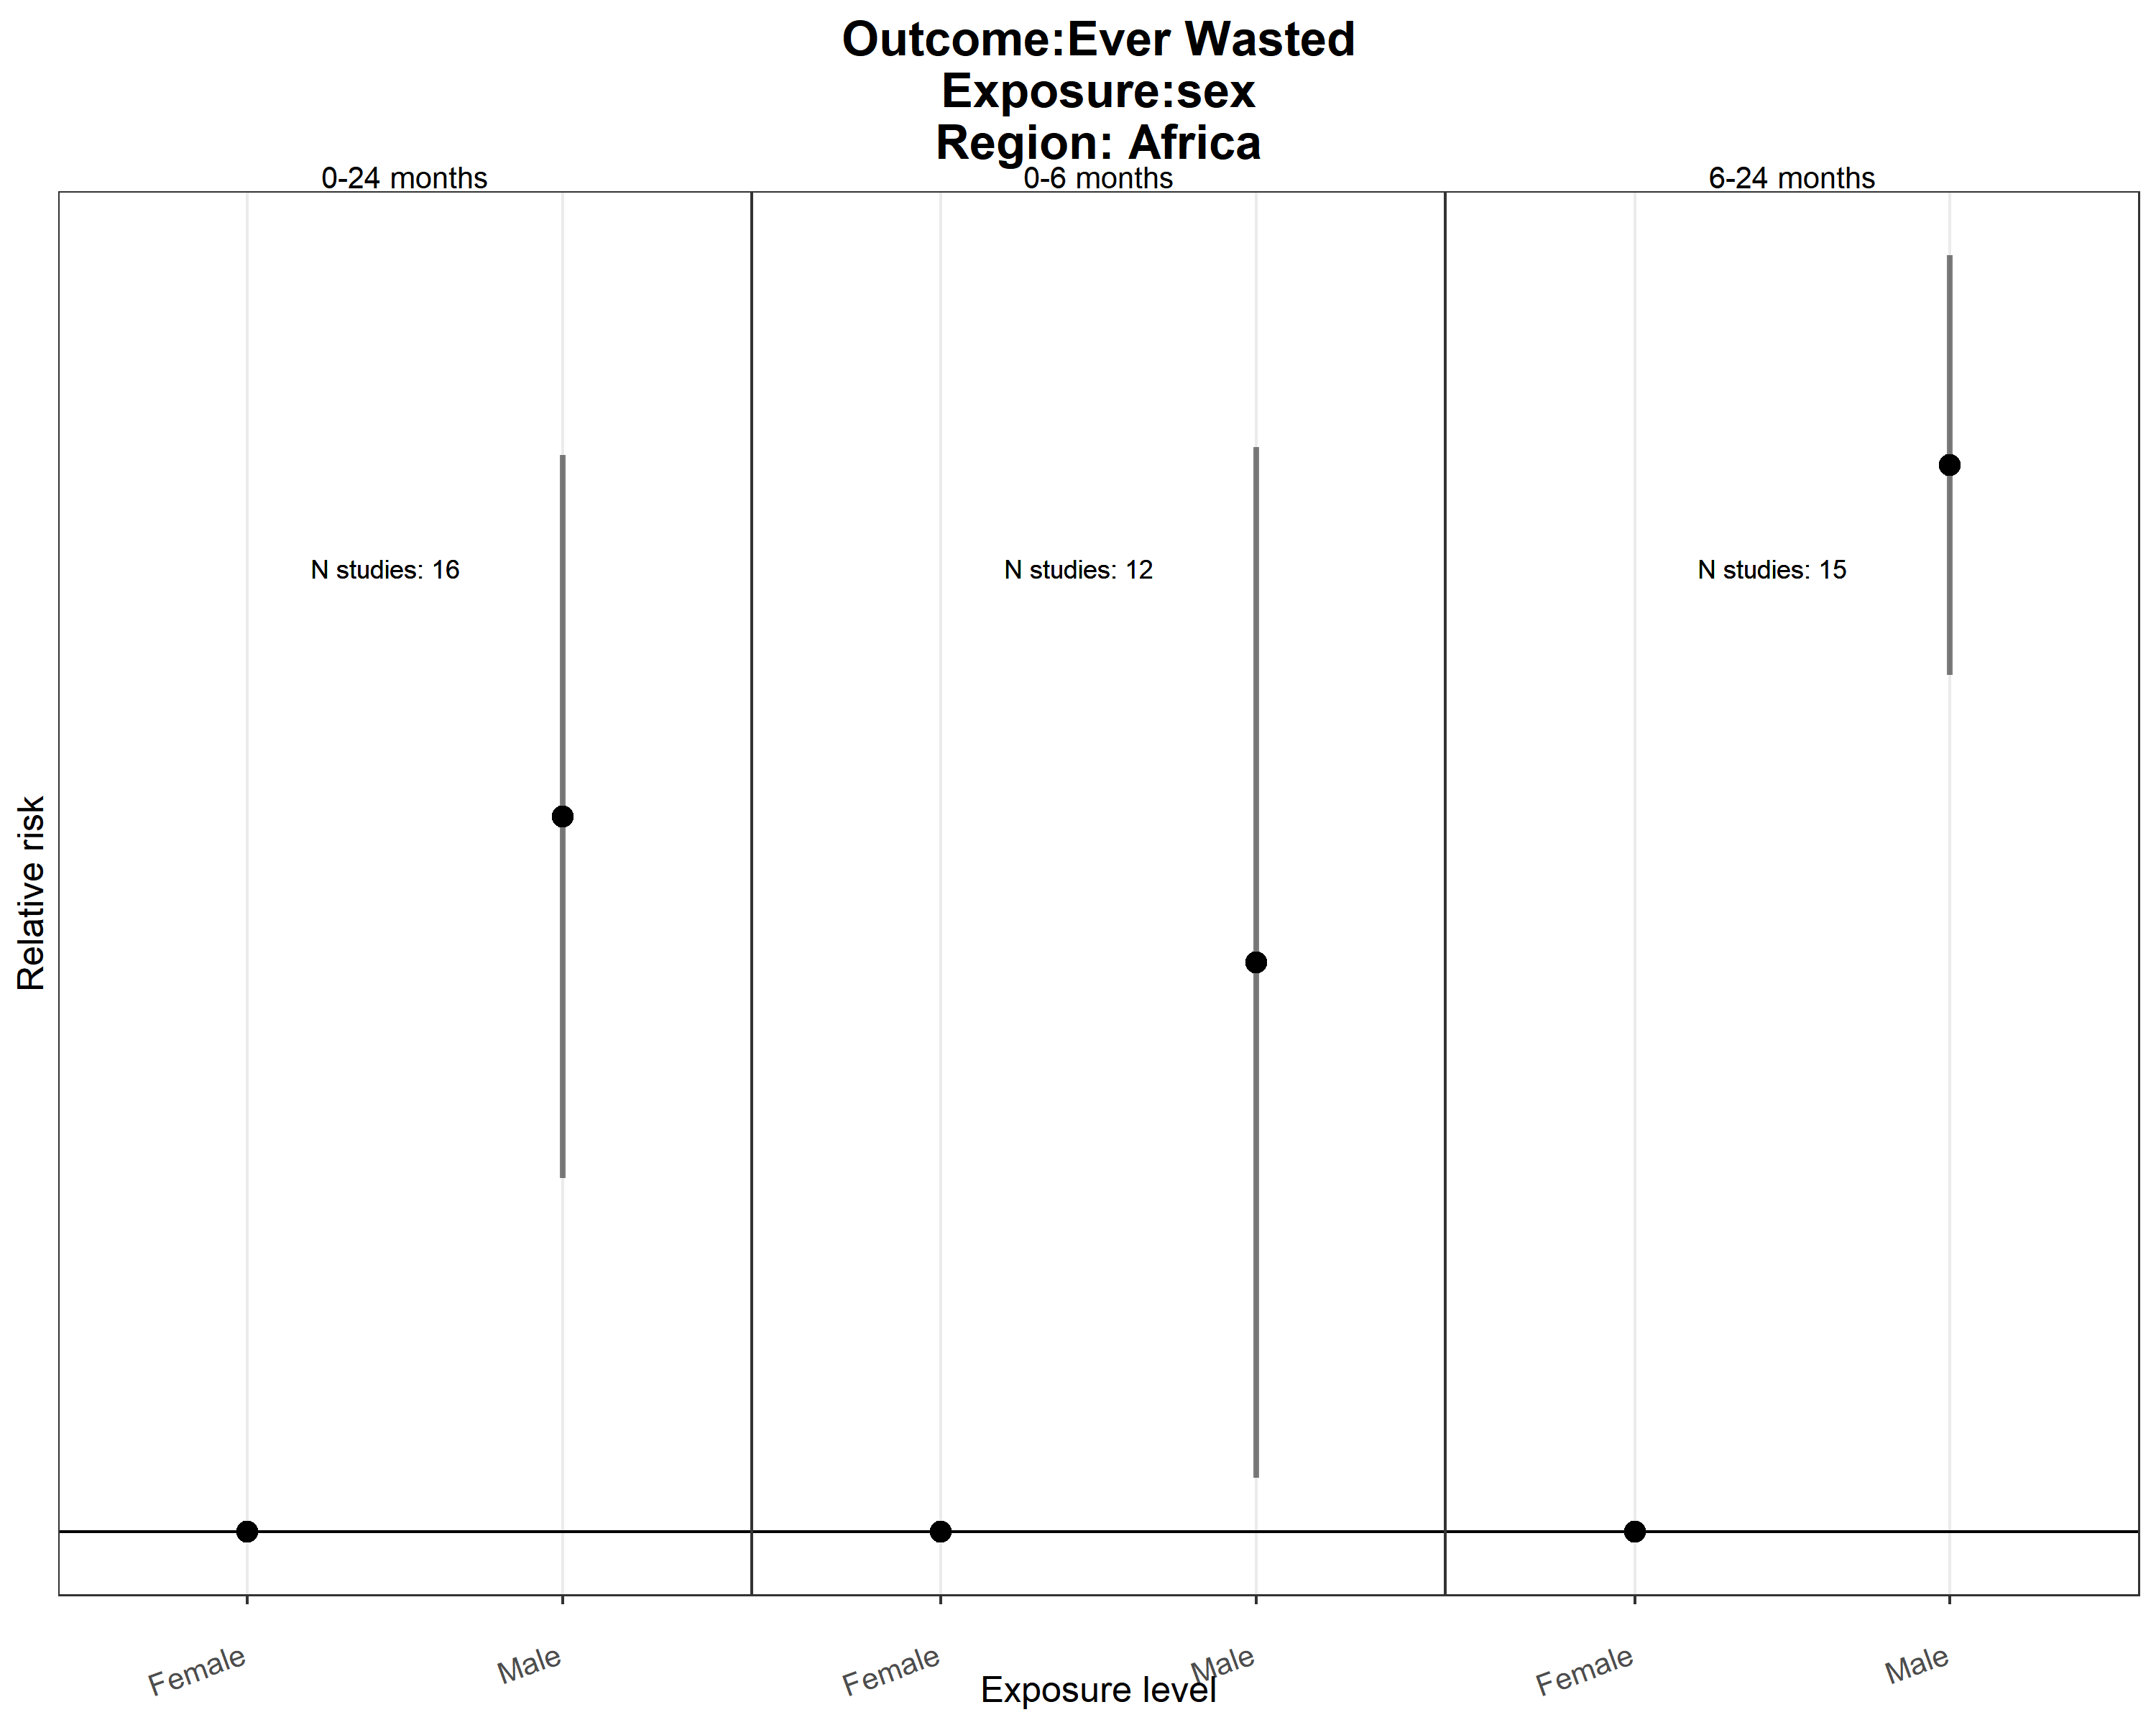 Outcome:Ever Wasted
Exposure:sex
Region: Africa
0-24 months
0-6 months
6-24 months
N studies: 16
N studies: 12
N studies: 15
Relative risk
Female
Male
Female
Male
Female
Male
Exposure level